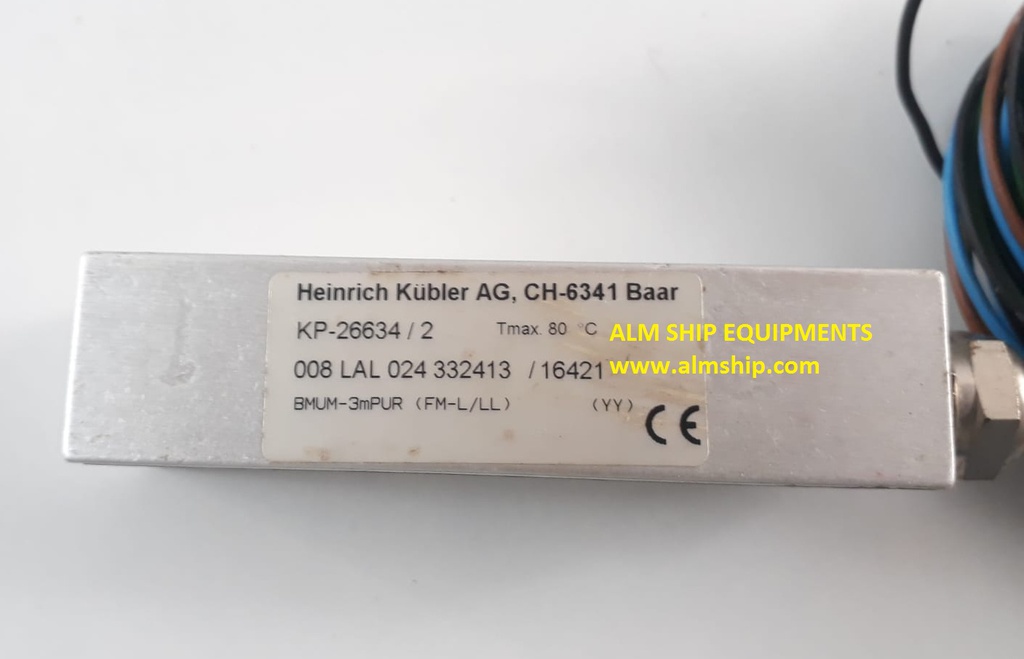 Heinrich Kübler AG, CH-6341 Baar
KP-26634 / 2 Tmax. 80 °C
ALM SHIP EQUIPMENTS
008 LAL 024 332413 / 16421
www.almship.com
BMUM-3mPUR (FM-L/LL) (YY) CE